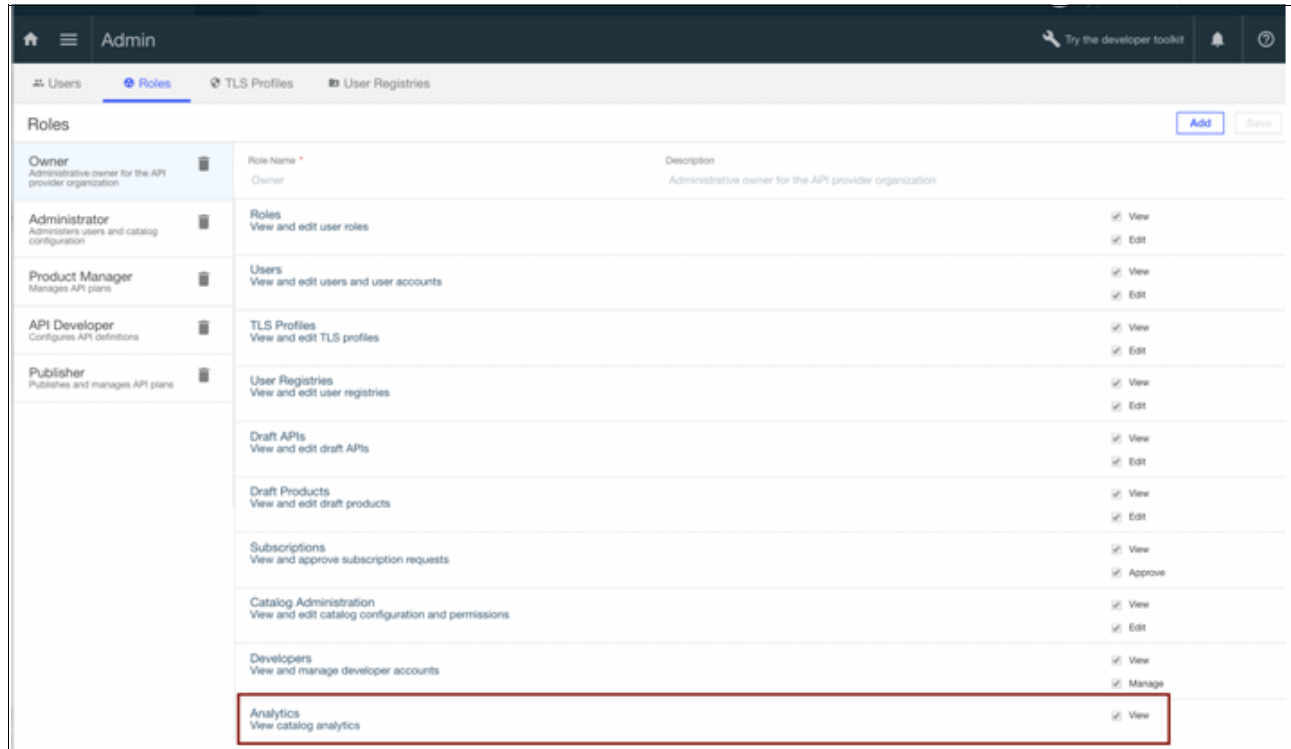 Admin
Try the developer toolkit
Users
Roles
TLS Profiles
User Registries
Roles
Add
Save
Owner
Administrative owner for the API
provider organization
Administrator
Administers users and catalog
configuration
Product Manager
Manages API plans
API Developer
Configures API definitions
Publisher
Publishes and manages API plans
Role Name *
Description
Owner
Administrative owner for the API provider organization
Roles
View
View and edit user roles
Edit
Users
View
View and edit users and user accounts
Edit
TLS Profiles
View
View and edit TLS profiles
Edit
User Registries
View
View and edit user registries
Edit
Draft APIs
View
View and edit draft APIs
Edit
Draft Products
View
View and edit draft products
Edit
Subscriptions
View
View and approve subscription requests
Approve
Catalog Administration
View
View and edit catalog configuration and permissions
Edit
Developers
View
View and manage developer accounts
Manage
Analytics
View
View catalog analytics